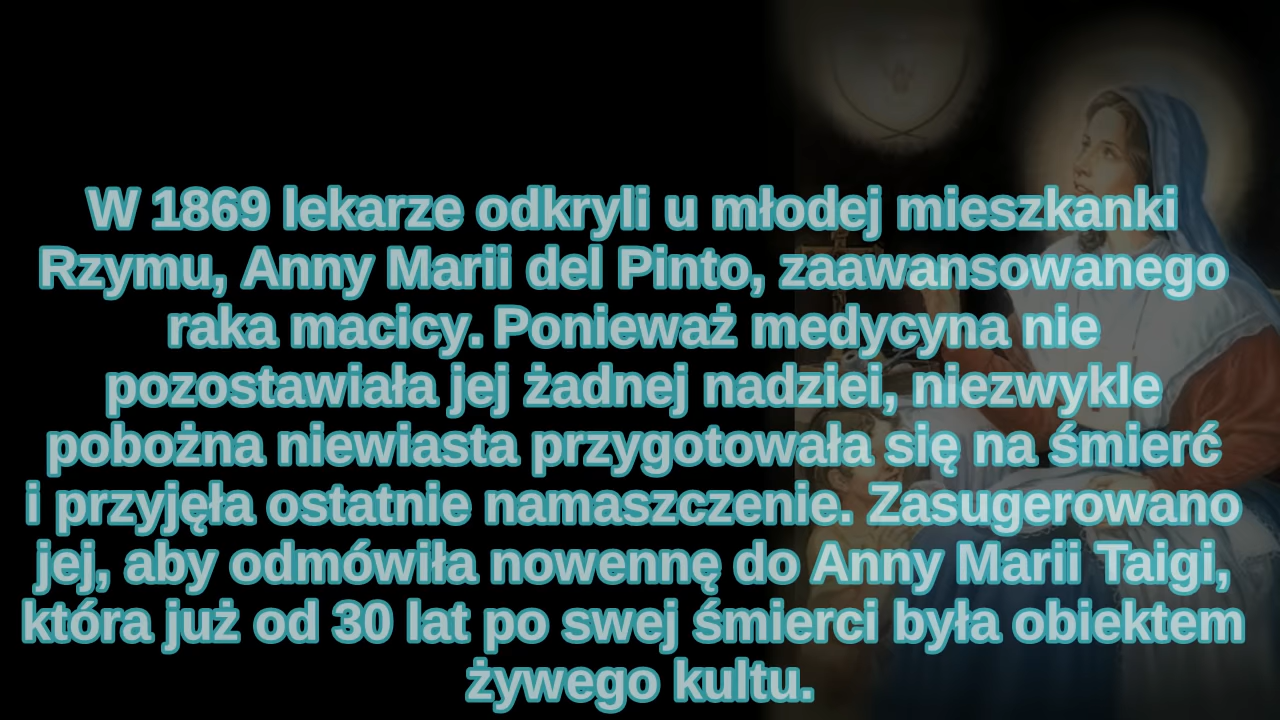 W 1869 lekarze odkryli u młodej mieszkanki
Rzymu, Anny Marii del Pinto, zaawansowanego
raka macicy. Ponieważ medycyna nie
pozostawiała jej żadnej nadziei, niezwykle
pobożna niewiasta przygotowała się na śmierć
i przyjęła ostatnie namaszczenie. Zasugerowano
jej, aby odmówiła nowennę do Anny Marii Taigi,
która już od 30 lat po swej śmierci była obiektem
żywego kultu.